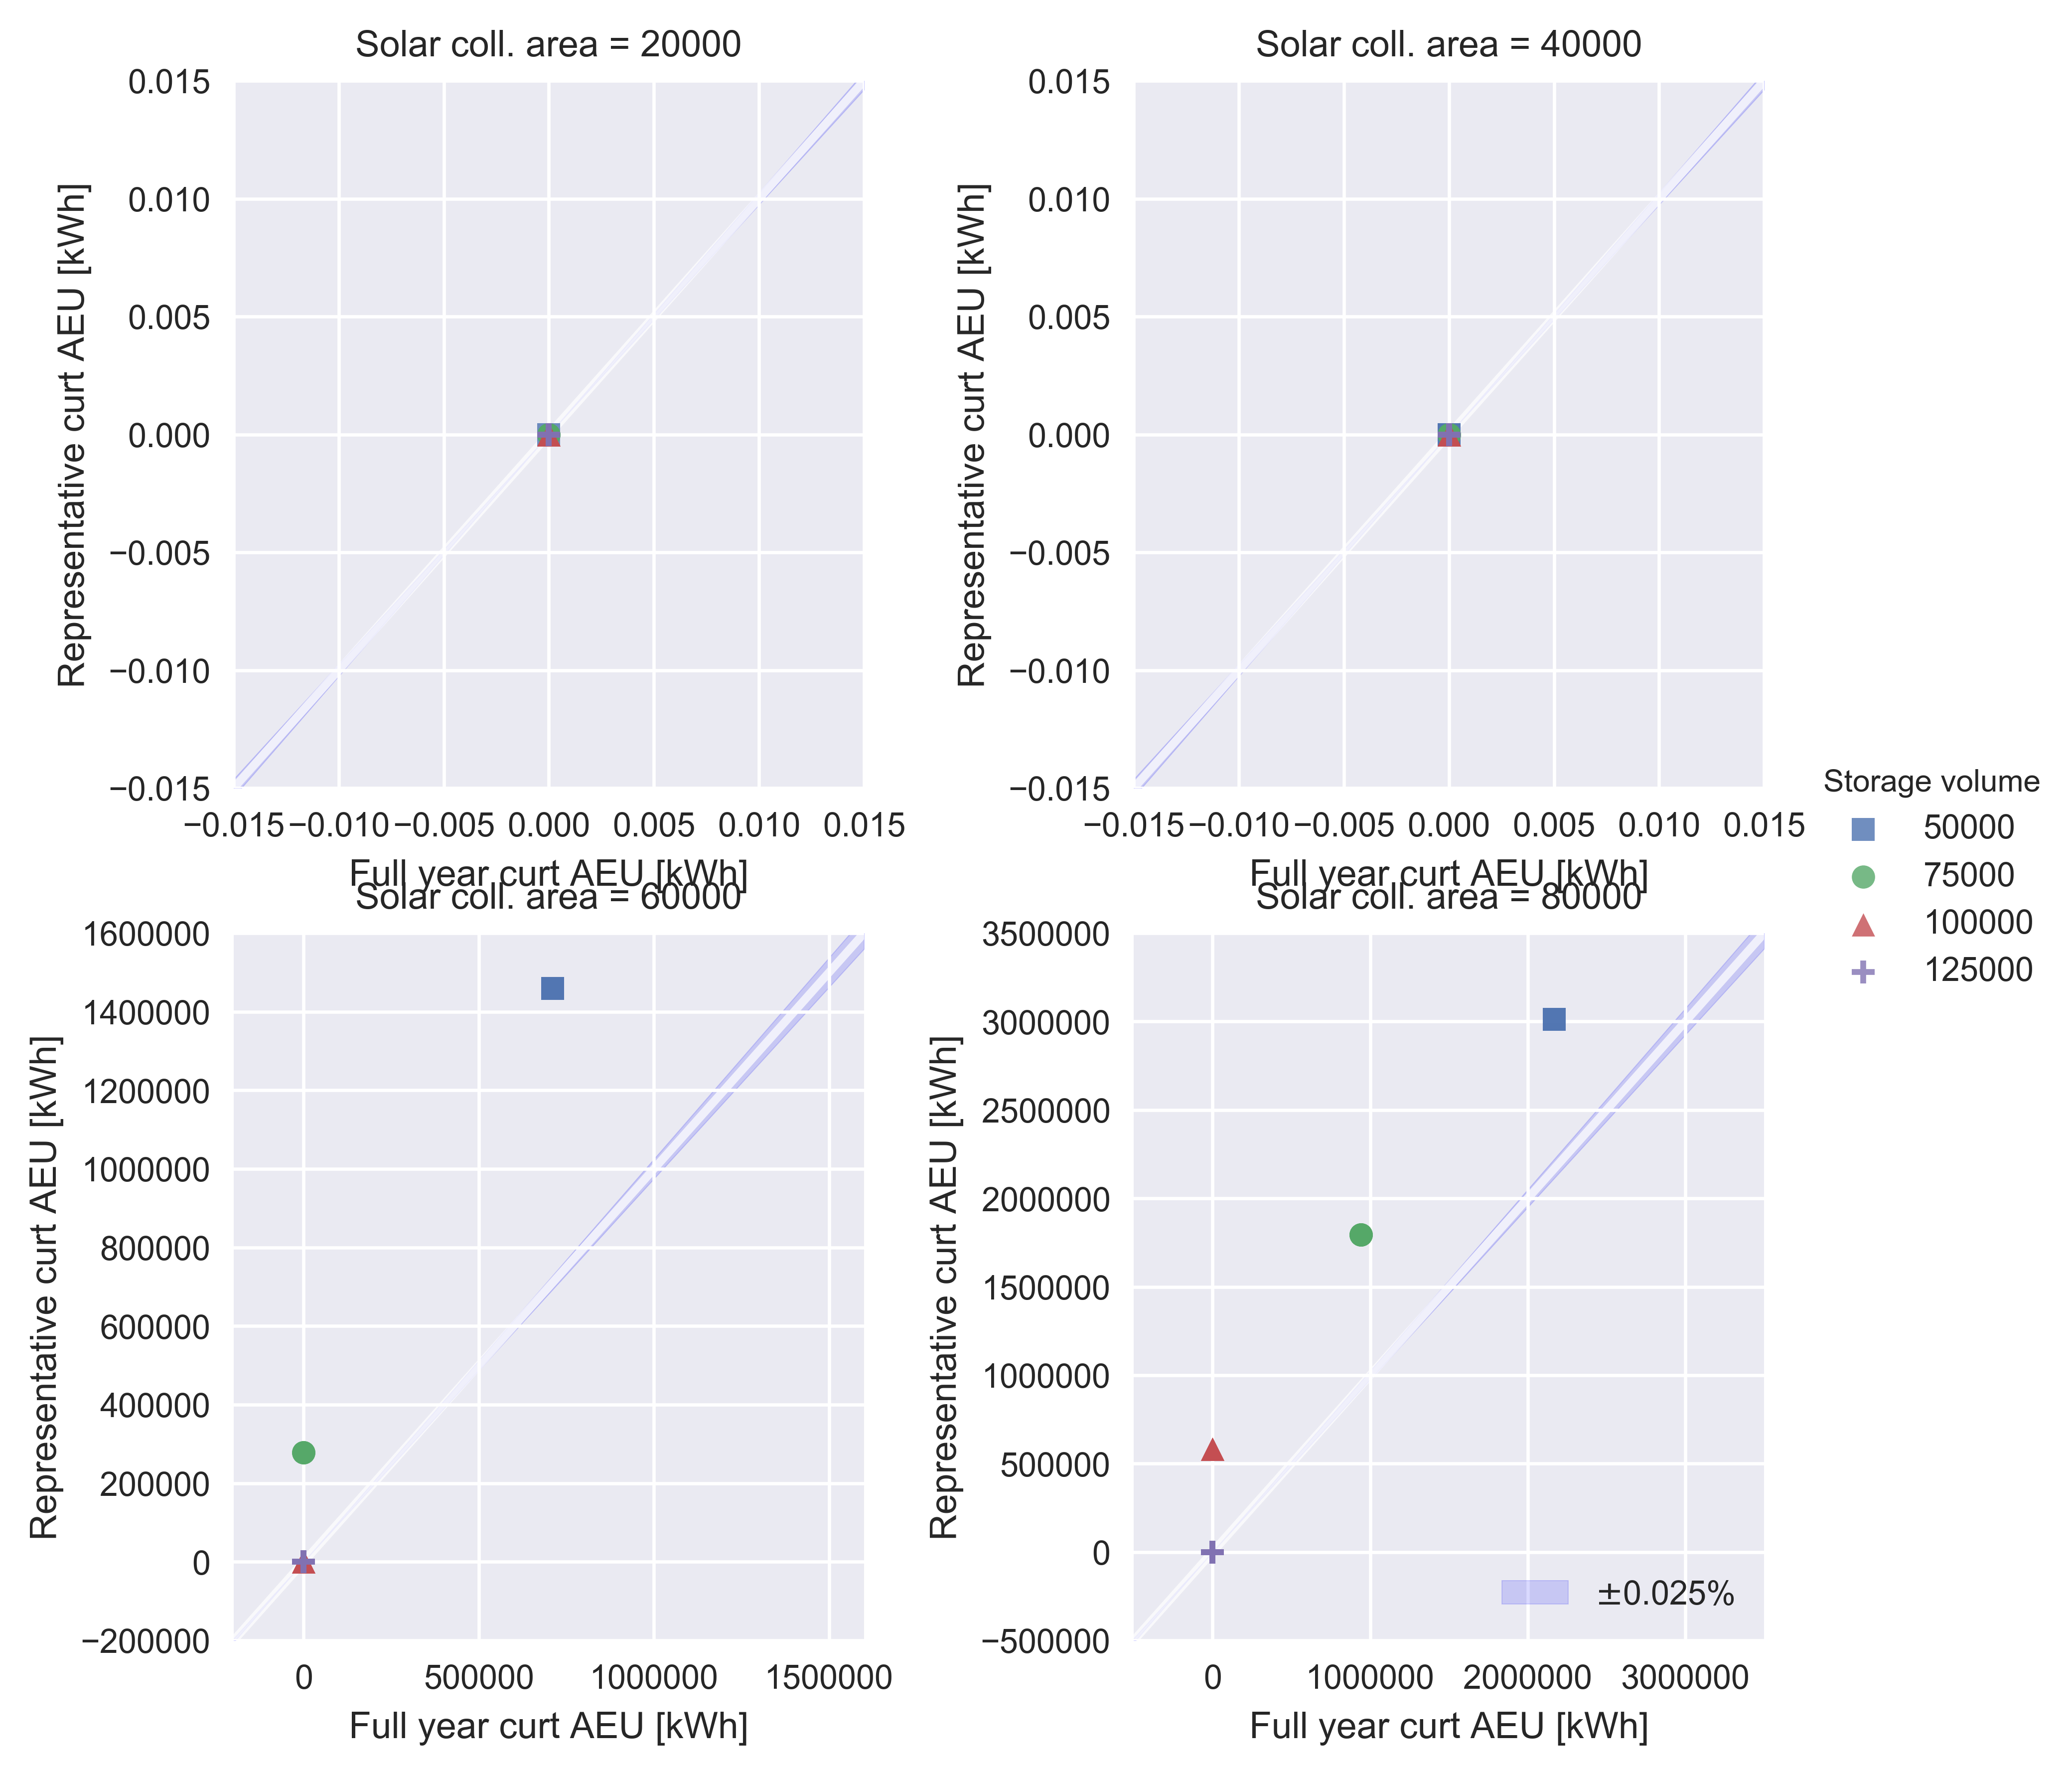 Solar coll. area = 20000
0.015
0.010
0.005
0.000
−0.005
−0.010
−0.015
Representative curt AEU [kWh]
−0.015 −0.010 −0.005 0.000 0.005 0.010 0.015
Full year curt AEU [kWh]
Solar coll. area = 40000
0.015
0.010
0.005
0.000
−0.005
−0.010
−0.015
Representative curt AEU [kWh]
−0.015 −0.010 −0.005 0.000 0.005 0.010 0.015
Full year curt AEU [kWh]
Storage volume
50000
75000
100000
125000
Solar coll. area = 60000
1600000
1400000
1200000
1000000
800000
600000
400000
200000
0
−200000
Representative curt AEU [kWh]
0 500000 1000000 1500000
Full year curt AEU [kWh]
Solar coll. area = 80000
3500000
3000000
2500000
2000000
1500000
1000000
500000
0
−500000
Representative curt AEU [kWh]
±0.025%
0 1000000 2000000 3000000
Full year curt AEU [kWh]